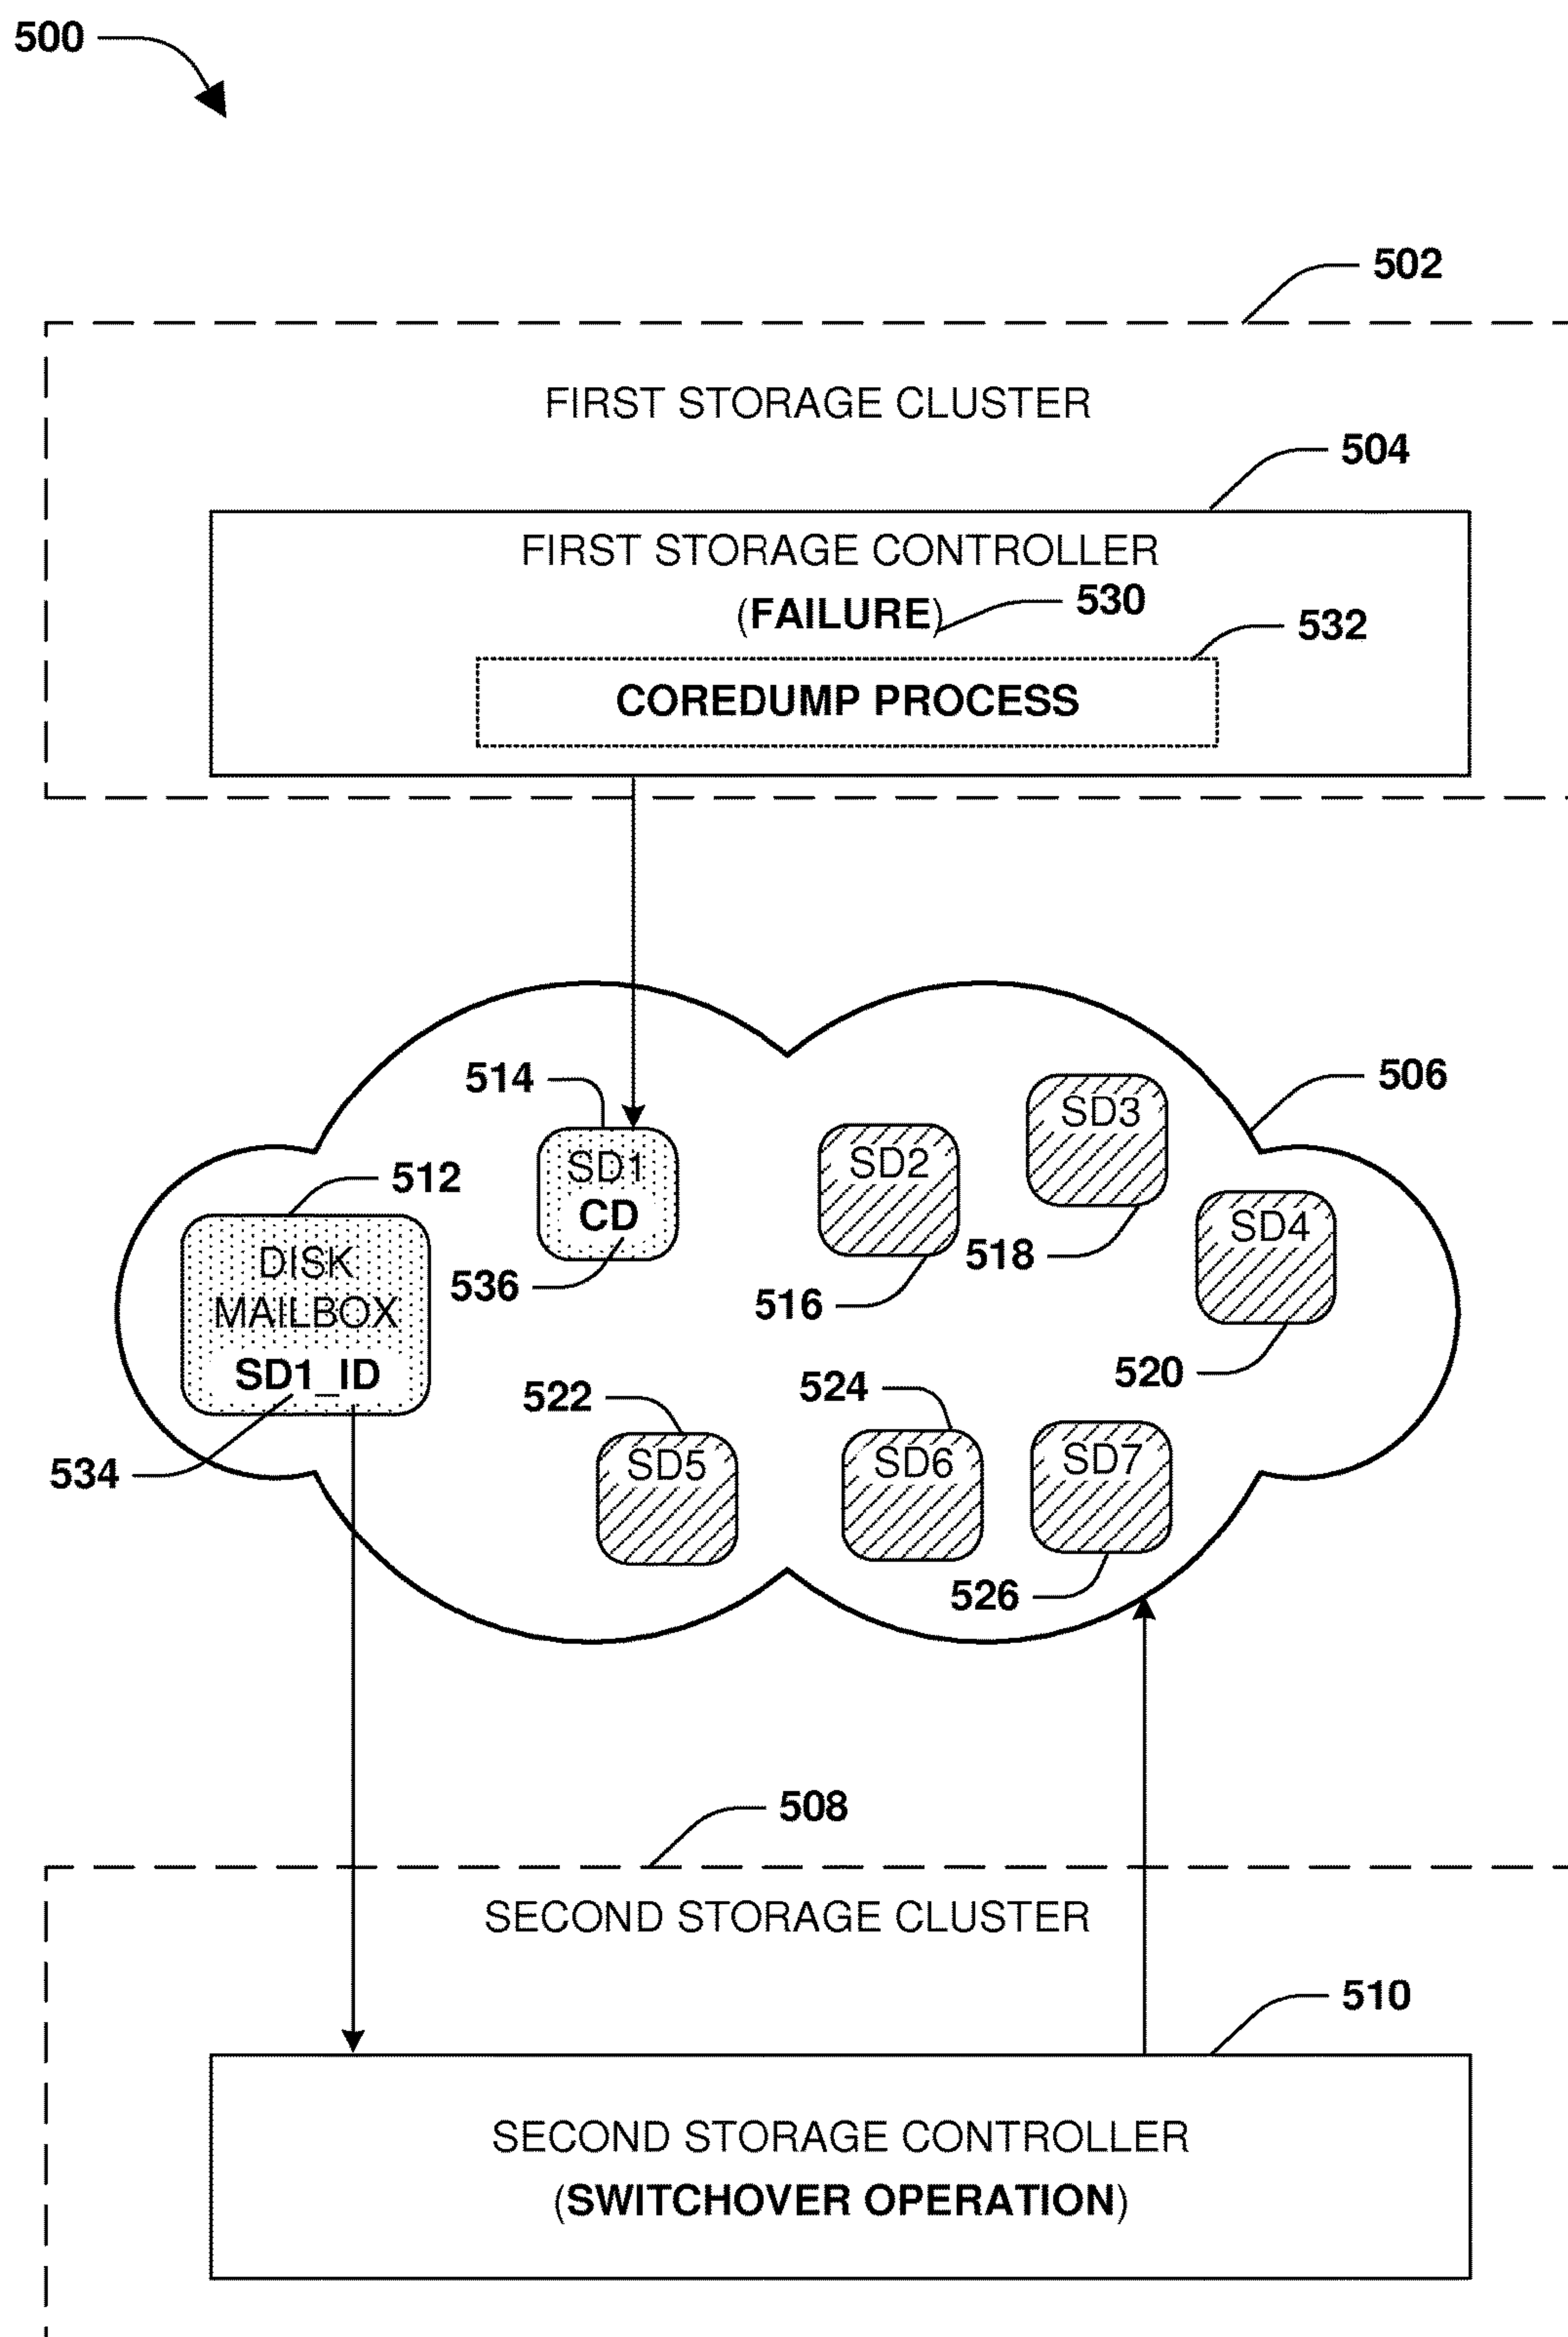 500
502
FIRST STORAGE CLUSTER
504
FIRST STORAGE CONTROLLER
(FAILURE)
530
532
COREDUMP PROCESS
514
506
SD1
CD
536
SD2
516
SD3
518
SD4
520
512
DISK
MAILBOX
SD1_ID
534
522
SD5
524
SD6
SD7
526
508
SECOND STORAGE CLUSTER
510
SECOND STORAGE CONTROLLER
(SWITCHOVER OPERATION)